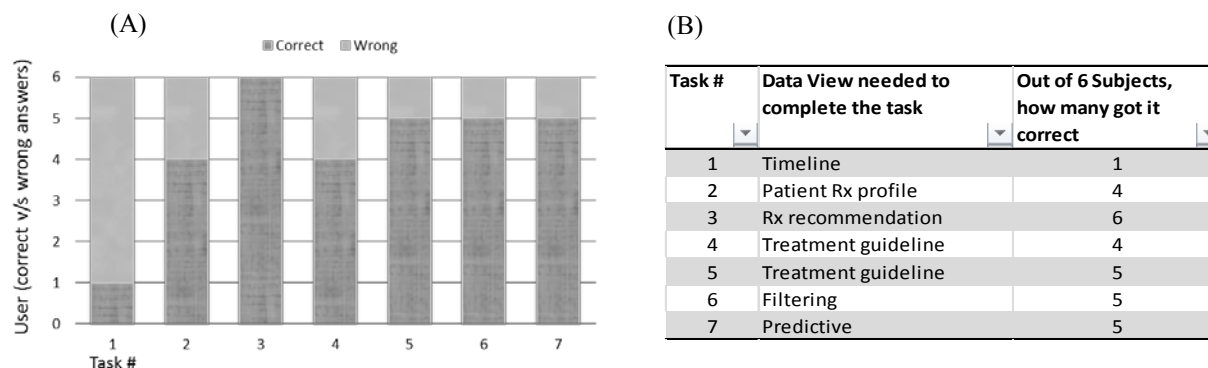 (A)
Correct Wrong
User (correct v/s wrong answers)
6
5
4
3
2
1
0
1 2 3 4 5 6 7
Task #
(B)
Task # Data View needed to complete the task Out of 6 Subjects, how many got it correct
1 Timeline 1
2 Patient Rx profile 4
3 Rx recommendation 6
4 Treatment guideline 4
5 Treatment guideline 5
6 Filtering 5
7 Predictive 5